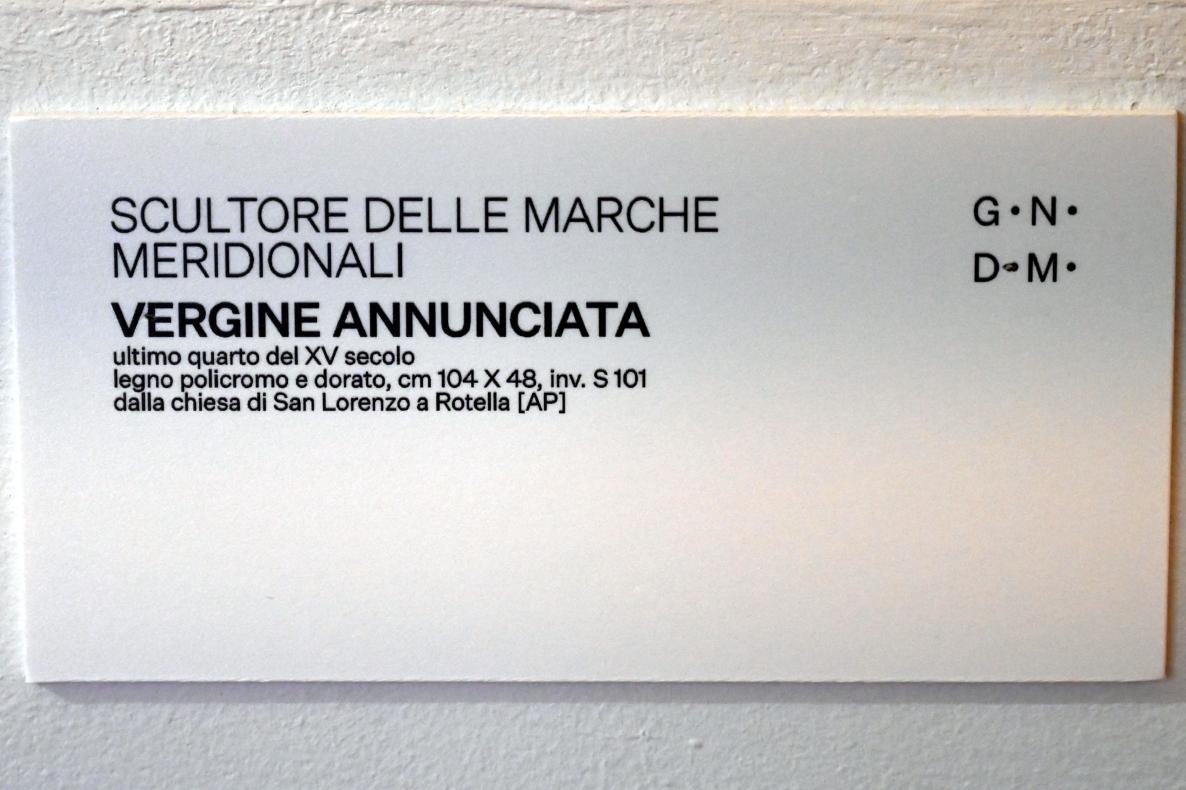 SCULTORE DELLE MARCHE
MERIDIONALI
VERGINE ANNUNCIATA
ultimo quarto del XV secolo
legno policromo e dorato, cm 104 X 48, inv. S 101
dalla chiesa di San Lorenzo a Rotella [AP]
G • N •
D • M •